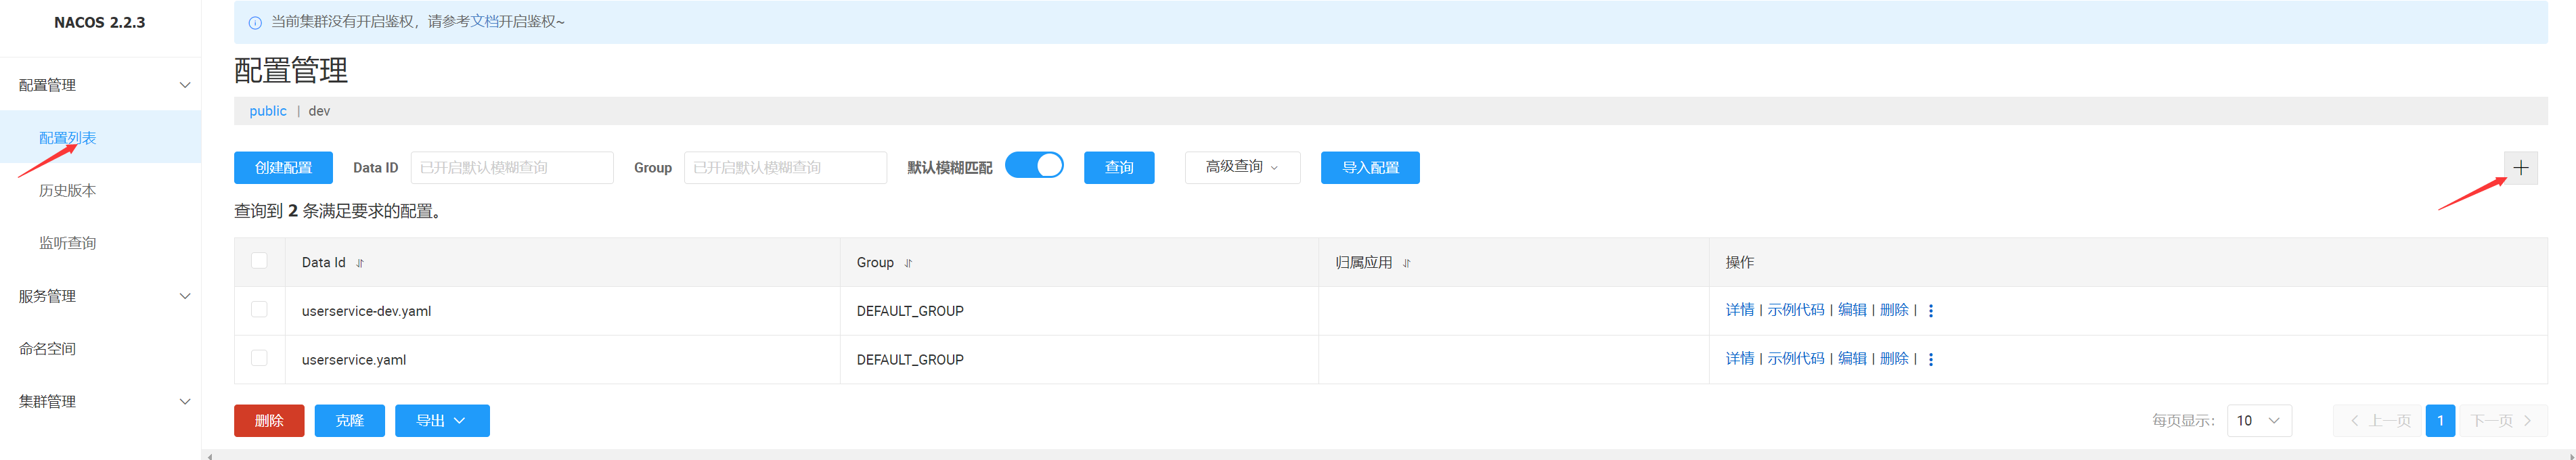 NACOS 2.2.3
当前集群没有开启鉴权，请参考文档开启鉴权~
配置管理
配置列表
历史版本
监听查询
服务管理
命名空间
集群管理
配置管理
public | dev
创建配置 Data ID 已开启默认模糊查询 Group 已开启默认模糊查询 默认模糊匹配 查询 高级查询 导入配置
查询到 2 条满足要求的配置。
Data Id Group 归属应用 操作
userservice-dev.yaml DEFAULT_GROUP 详情 | 示例代码 | 编辑 | 删除 |
userservice.yaml DEFAULT_GROUP 详情 | 示例代码 | 编辑 | 删除 |
删除 克隆 导出 每页显示： 10 上一页 1 下一页